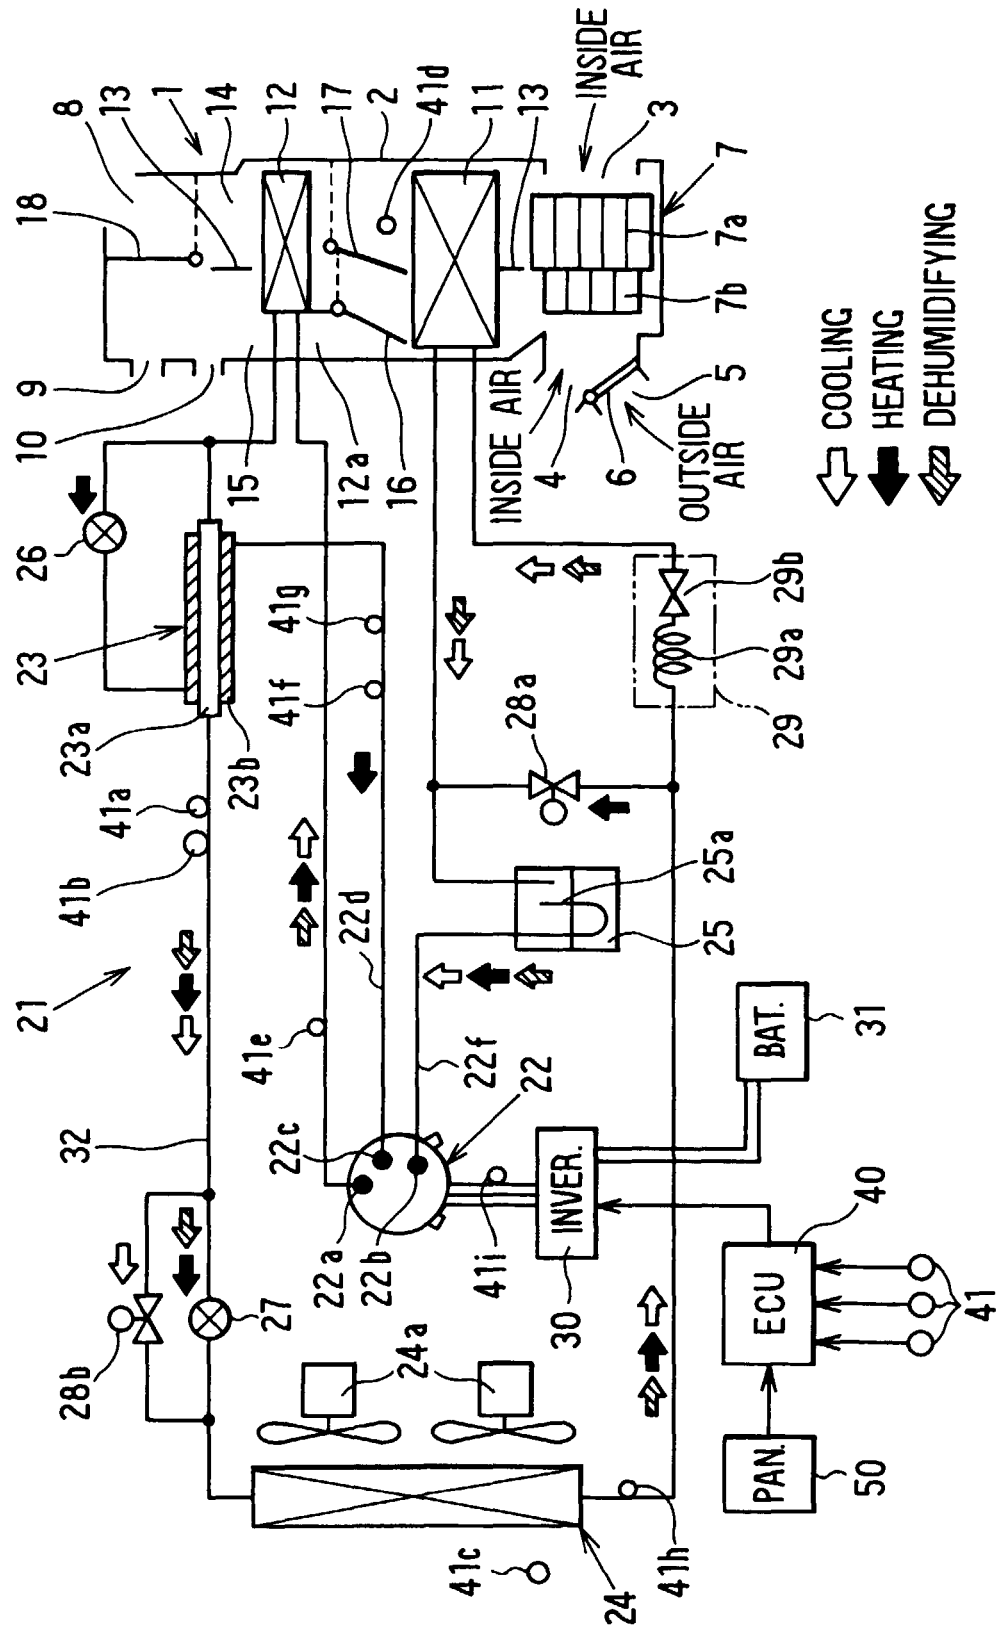 21 23 26 10 9 18 8
28b 32 41b 23a 41a 13
1
23b 15 14
27 41e 41f 41g 12
22a 22c 22d 12a 17
22b 16 2
24a 41d
41c 22f 11
41i INVER. 28a INSIDE AIR 13
22 4
30 INSIDE
AIR
24 6 3
41h OUTSIDE
AIR
25 25a 5 7
29 29a 29b 7b 7a
PAN. ECU BAT.
50 40 31
COOLING
HEATING
DEHUMIDIFYING
41